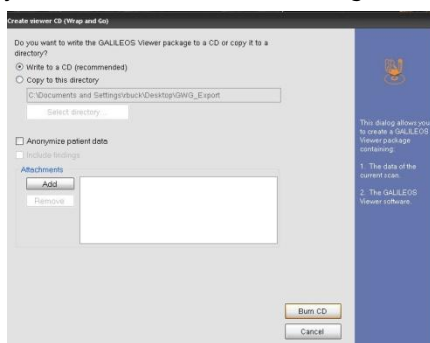 Create viewer CD (Wrap and Go)
Do you want to write the GALILEOS Viewer package to a CD or copy it to a
directory?
Write to a CD (recommended)
Copy to this directory
C:\Documents and Settings\rbuck\Desktop\GWG_Export
Select directory...
Anonymize patient data
Include findings
Attachments
Add
Remove
This dialog allows you
to create a GALILEOS
Viewer package
containing:
1. The data of the
current scan.
2. The GALILEOS
Viewer software.
Burn CD
Cancel